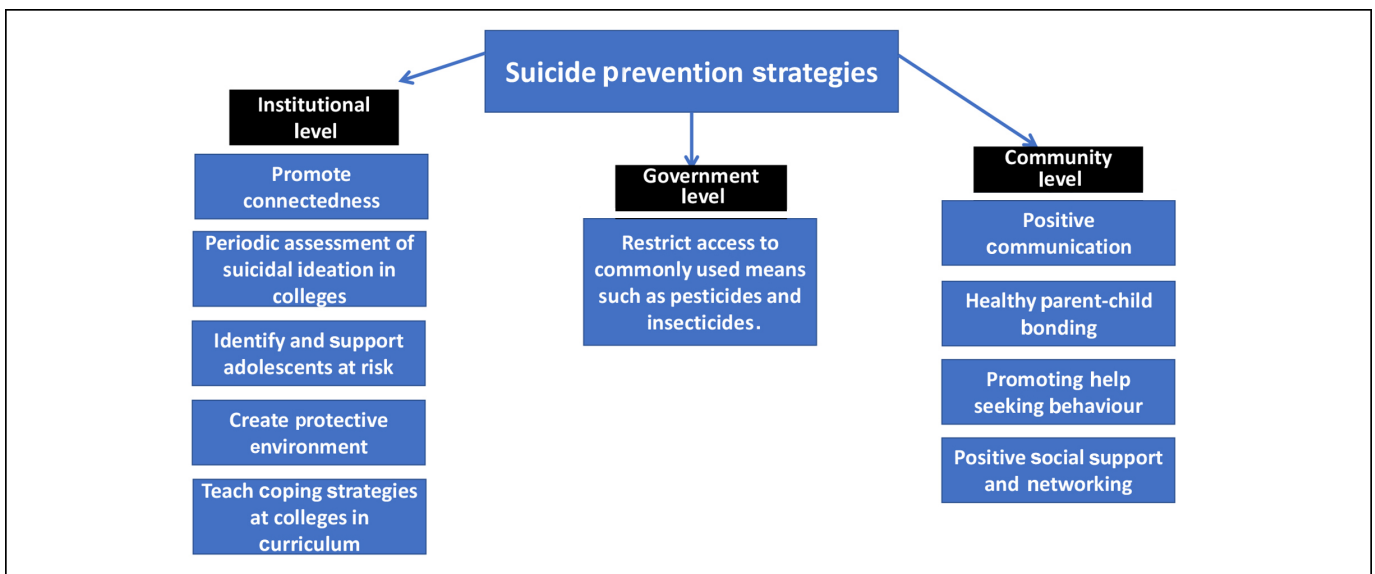 Suicide prevention strategies
Institutional
level
Promote
connectedness
Periodic assessment of
suicidal ideation in
colleges
Identify and support
adolescents at risk
Create protective
environment
Teach coping strategies
at colleges in
curriculum
Government
level
Restrict access to
commonly used means
such as pesticides and
insecticides.
Community
level
Positive
communication
Healthy parent-child
bonding
Promoting help
seeking behaviour
Positive social support
and networking